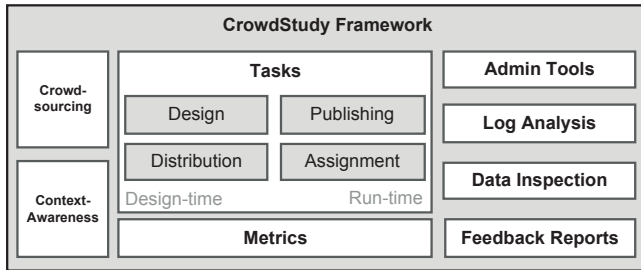 CrowdStudy Framework
Crowd-
sourcing
Context-
Awareness
Tasks
Design
Publishing
Distribution
Assignment
Design-time
Run-time
Metrics
Admin Tools
Log Analysis
Data Inspection
Feedback Reports